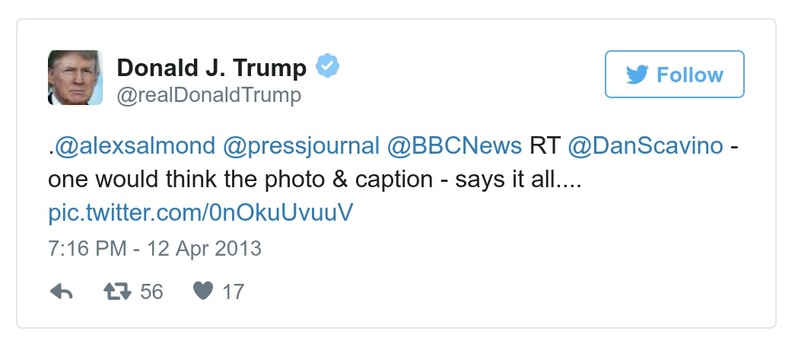 Donald J. Trump
Follow
@realDonaldTrump
.@alexsalmond @pressjournal @BBCNews RT @DanScavino -
one would think the photo & caption - says it all....
pic.twitter.com/0nOkuUvuuV
7:16 PM - 12 Apr 2013
56 17